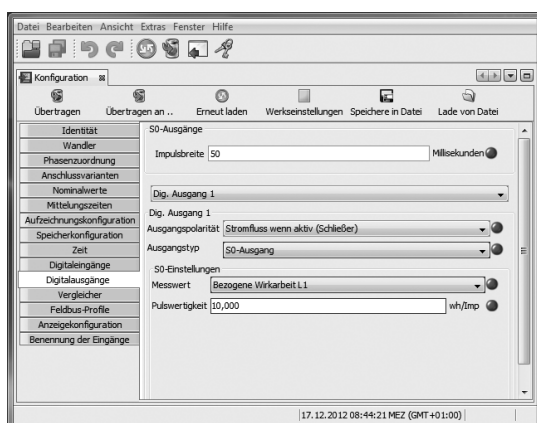 Datei Bearbeiten Ansicht Extras Fenster Hilfe
Konfiguration
Übertragen Übertragen an .. Erneut laden Werkseinstellungen Speichere in Datei Lade von Datei
Identität
Wandler
Phasenzuordnung
Anschlussvarianten
Nominalwerte
Mittelungszeiten
Aufzeichnungskonfiguration
Speicherkonfiguration
Zeit
Digitaleingänge
Digitalausgänge
Vergleicher
Feldbus-Profile
Anzeigekonfiguration
Benennung der Eingänge
S0-Ausgänge
Impulsbreite 50 Millisekunden
Dig. Ausgang 1
Dig. Ausgang 1
Ausgangspolarität Stromfluss wenn aktiv (Schließer)
Ausgangstyp S0-Ausgang
S0-Einstellungen
Messwert Bezogene Wirkarbeit L1
Pulswertigkeit 10,000 wh/Imp
17.12.2012 08:44:21 MEZ (GMT+01:00)